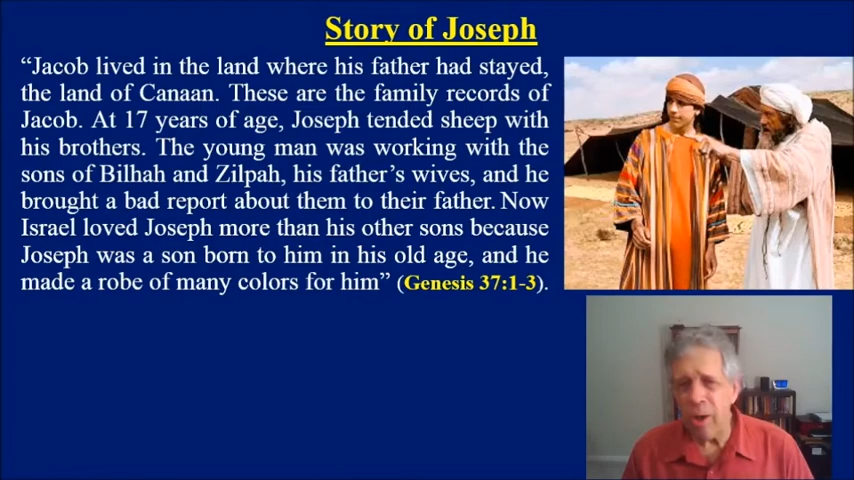 Story of Joseph
“Jacob lived in the land where his father had stayed,
the land of Canaan. These are the family records of
Jacob. At 17 years of age, Joseph tended sheep with
his brothers. The young man was working with the
sons of Bilhah and Zilpah, his father’s wives, and he
brought a bad report about them to their father. Now
Israel loved Joseph more than his other sons because
Joseph was a son born to him in his old age, and he
made a robe of many colors for him” (Genesis 37:1-3).